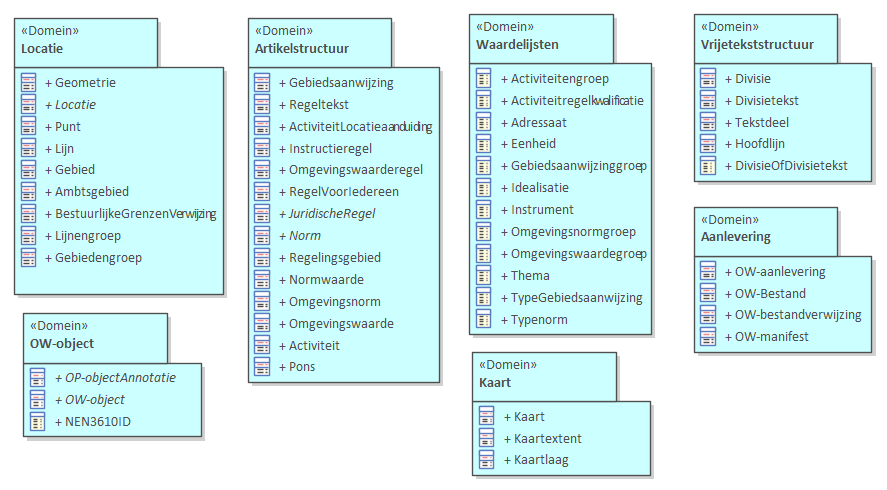 «Domein»
Locatie
+ Geometrie
+ Locatie
+ Punt
+ Lijn
+ Gebied
+ Ambtsgebied
+ BestuurlijkeGrenzenVerwijzing
+ Lijnengroep
+ Gebiedengroep
«Domein»
OW-object
+ OP-objectAnnotatie
+ OW-object
+ NEN3610ID
«Domein»
Artikelstructuur
+ Gebiedsaanwijzing
+ Regeltekst
+ ActiviteitLocatieaanduiding
+ Instructieregel
+ Omgevingswaarderegel
+ RegelVoorIedereen
+ JuridischeRegel
+ Norm
+ Regelingsgebied
+ Normwaarde
+ Omgevingsnorm
+ Omgevingswaarde
+ Activiteit
+ Pons
«Domein»
Waardelijsten
+ Activiteitengroep
+ Activiteitregelkwalificatie
+ Adressaat
+ Eenheid
+ Gebiedsaanwijzinggroep
+ Idealisatie
+ Instrument
+ Omgevingsnormgroep
+ Omgevingswaardegroep
+ Thema
+ TypeGebiedsaanwijzing
+ Typenorm
«Domein»
Kaart
+ Kaart
+ Kaartextent
+ Kaartlaag
«Domein»
Vrijetekststructuur
+ Divisie
+ Divisietekst
+ Tekstdeel
+ Hoofdlijn
+ DivisieOfDivisietekst
«Domein»
Aanlevering
+ OW-aanlevering
+ OW-Bestand
+ OW-bestandverwijzing
+ OW-manifest